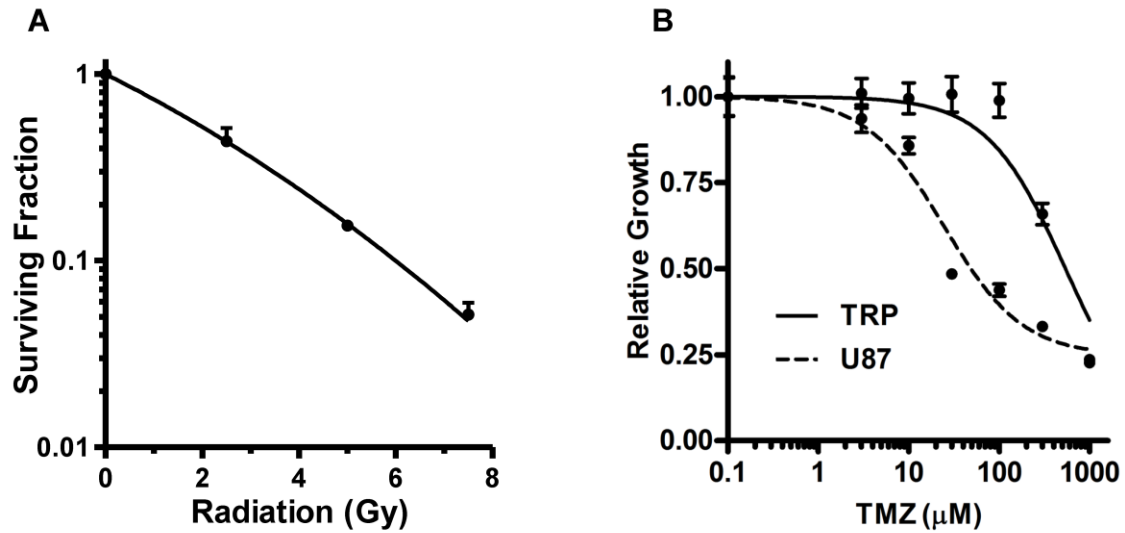 A
Surviving Fraction
1
0.1
0.01
0 2 4 6 8
Radiation (Gy)
B
Relative Growth
1.00
0.75
0.50
0.25
0.00
TRP
U87
0.1 1 10 100 1000
TMZ (μM)